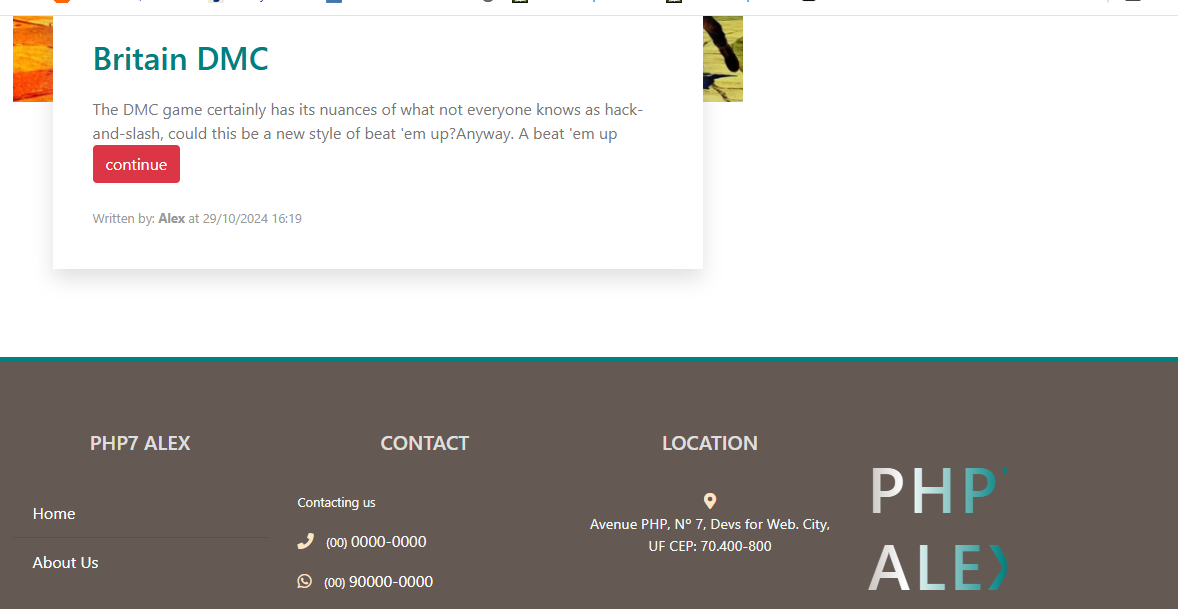 Britain DMC
The DMC game certainly has its nuances of what not everyone knows as hack-
and-slash, could this be a new style of beat 'em up?Anyway. A beat 'em up
continue
Written by: Alex at 29/10/2024 16:19
PHP7 ALEX
Home
About Us
CONTACT
Contacting us
(00) 0000-0000
(00) 90000-0000
LOCATION
Avenue PHP, Nº 7, Devs for Web. City,
UF CEP: 70.400-800
PHP
ALEX